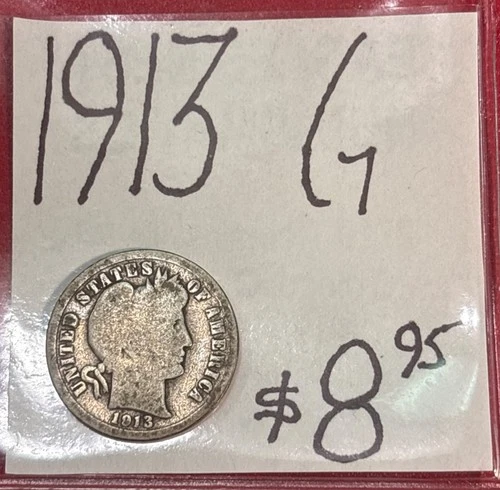 1913 G
UNITED STATES OF AMERICA
1913
$8.95